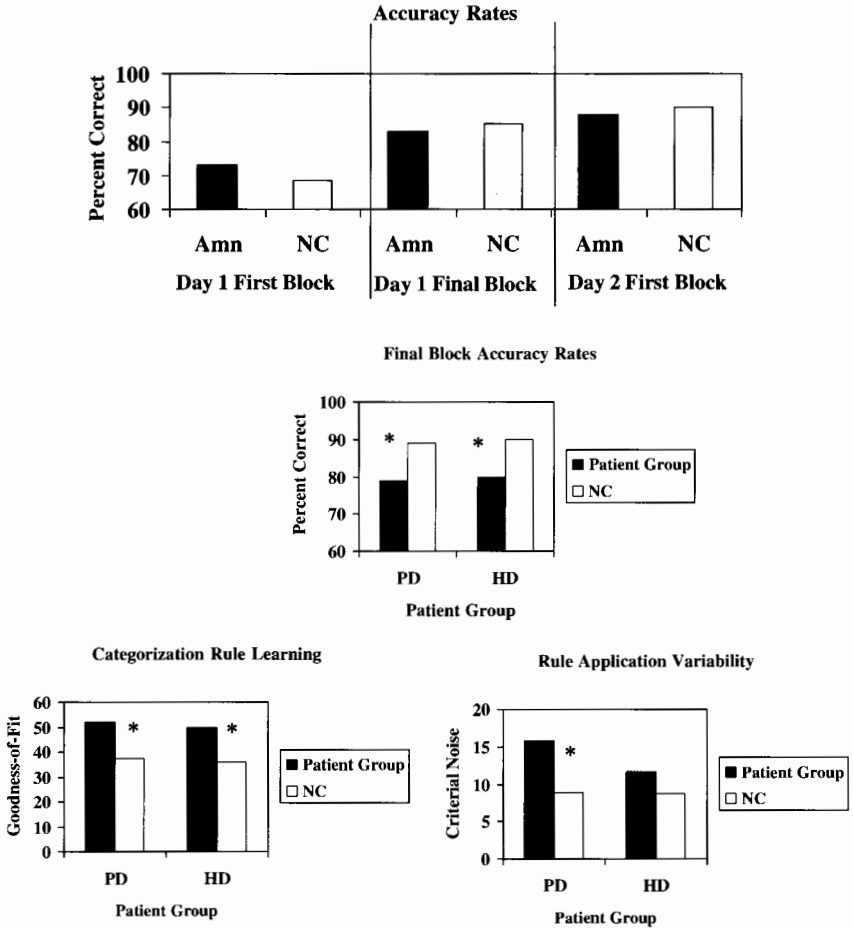 Accuracy Rates
Percent Correct
100
90
80
70
60
Amn NC Amn NC Amn NC
Day 1 First Block Day 1 Final Block Day 2 First Block
Final Block Accuracy Rates
Percent Correct
100
90
80
70
60
* *
PD HD
Patient Group
Patient Group
NC
Categorization Rule Learning
Goodness-of-Fit
60
50
40
30
20
10
0
* *
PD HD
Patient Group
Patient Group
NC
Rule Application Variability
Criterial Noise
20
15
10
5
0
*
PD HD
Patient Group
Patient Group
NC